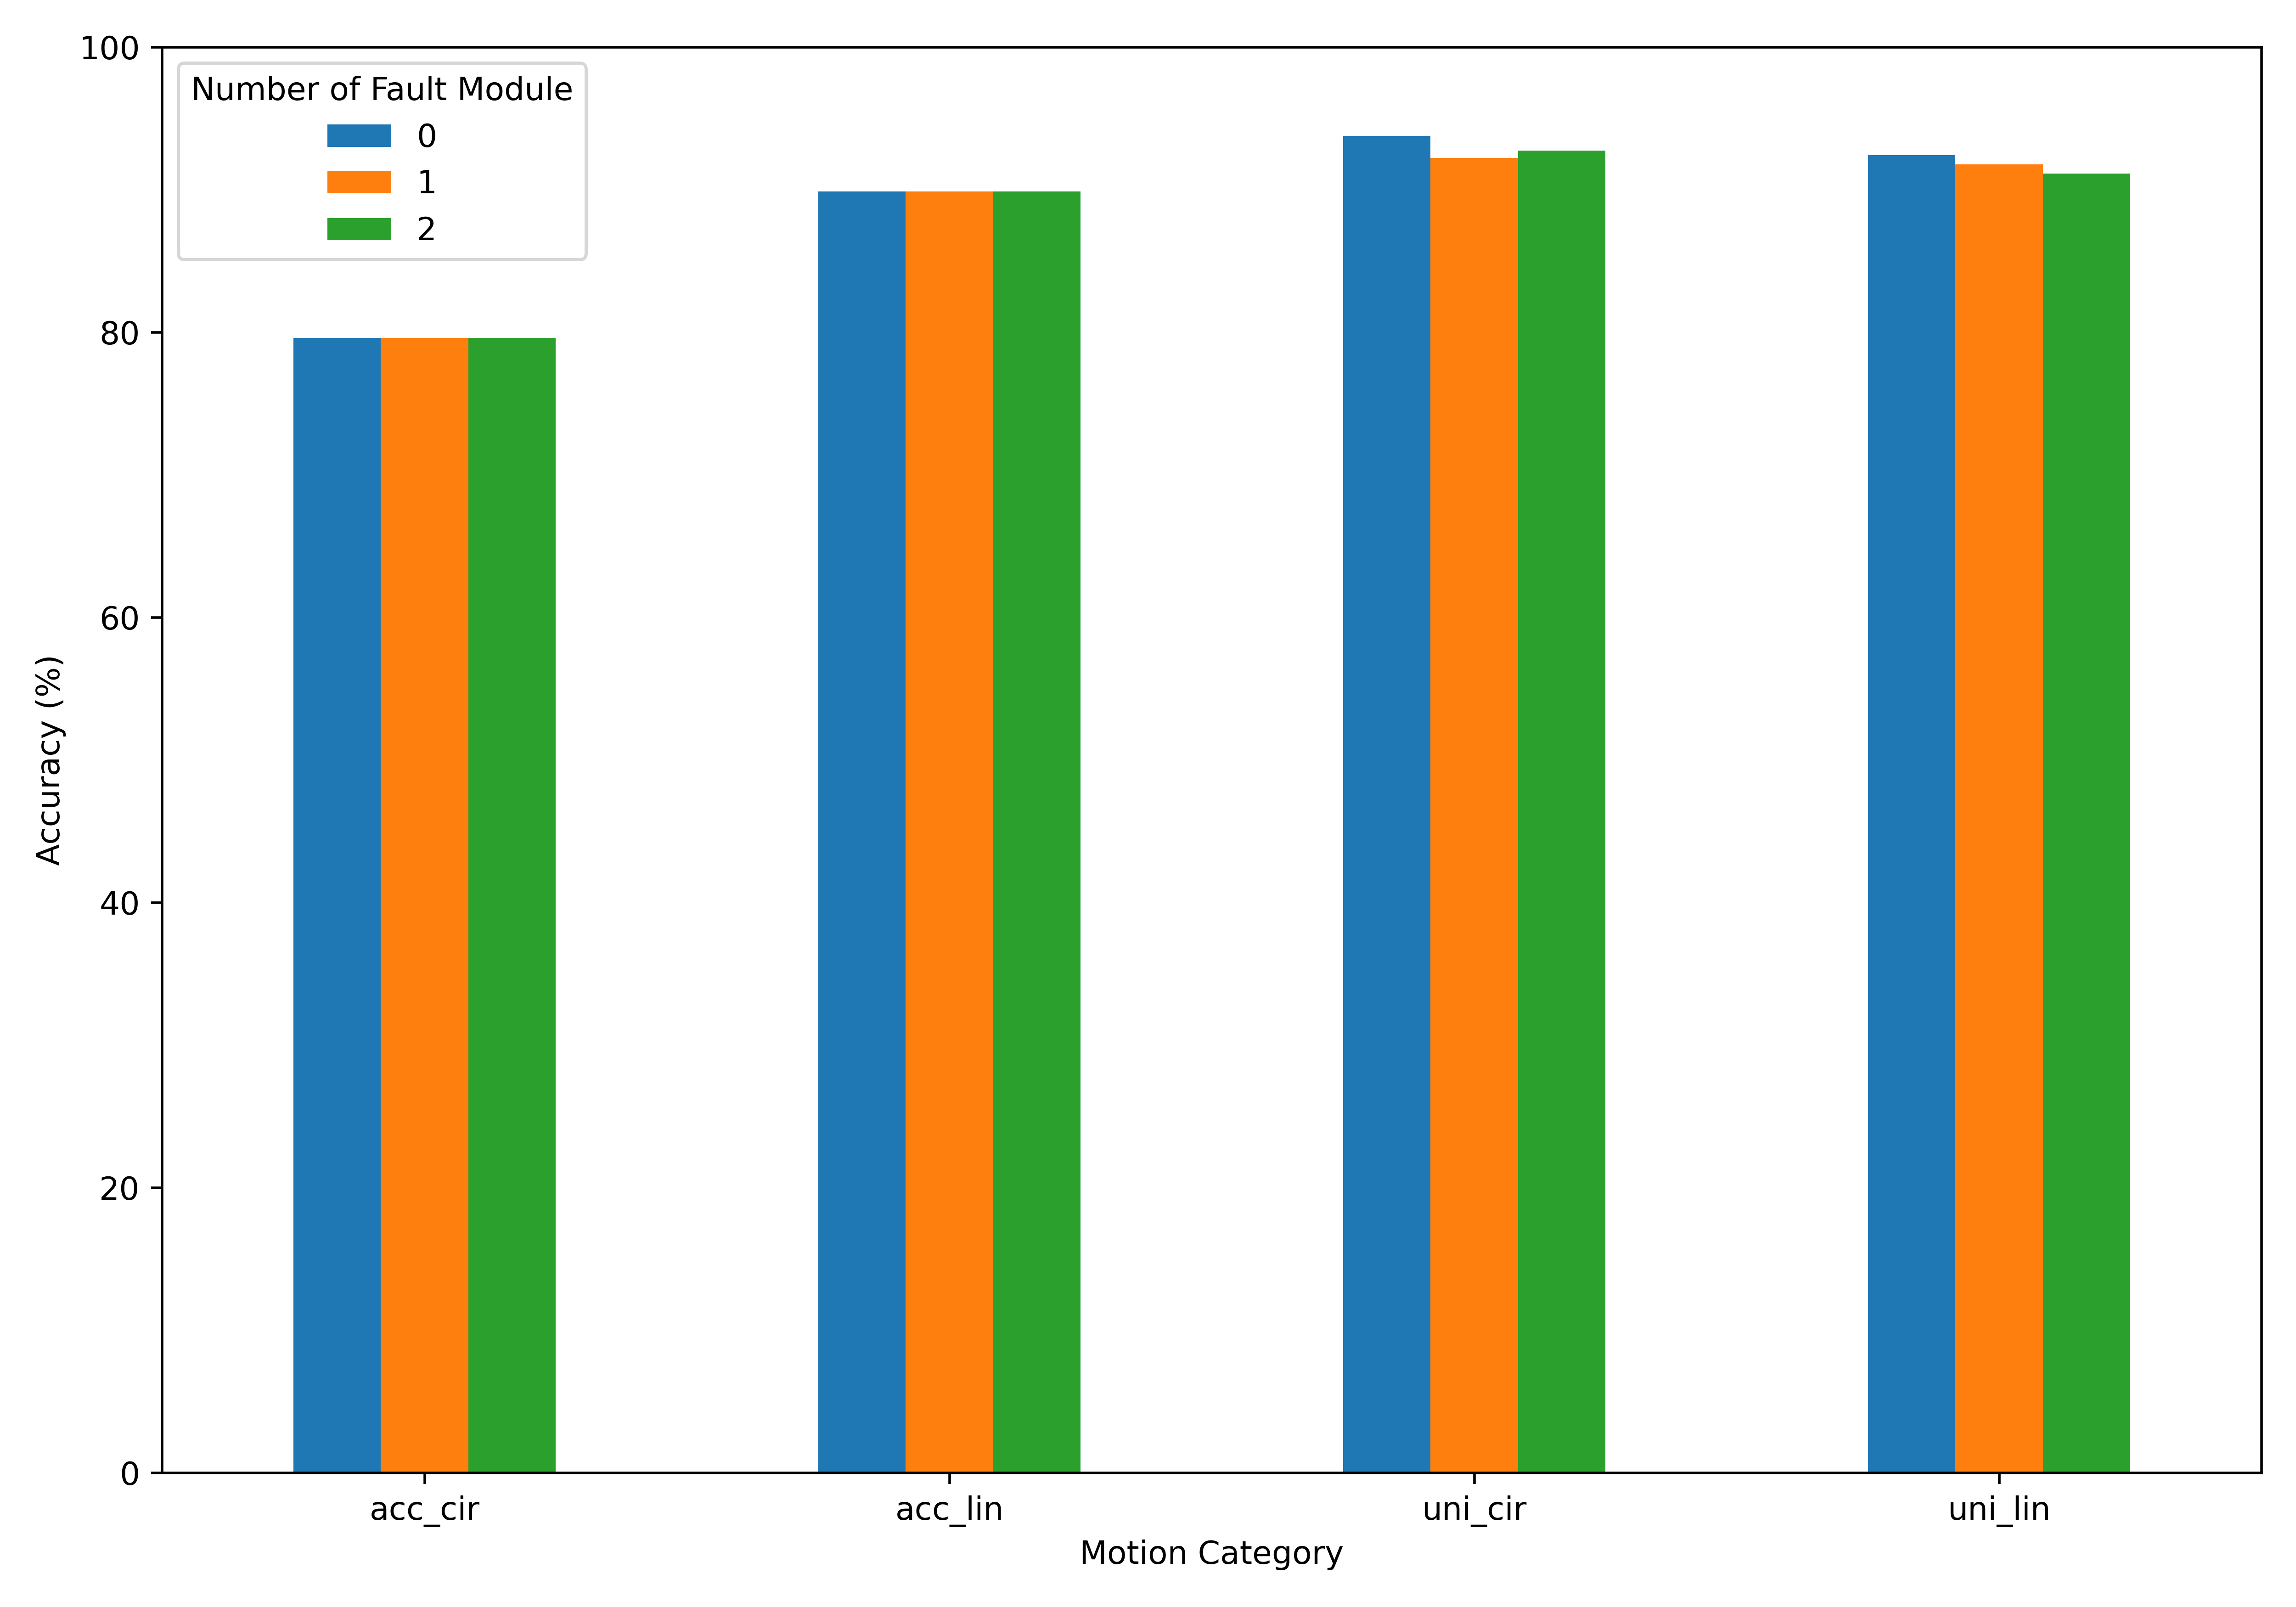 Number of Fault Module
0
1
2
100
80
60
40
20
0
Accuracy (%)
acc_cir acc_lin uni_cir uni_lin
Motion Category